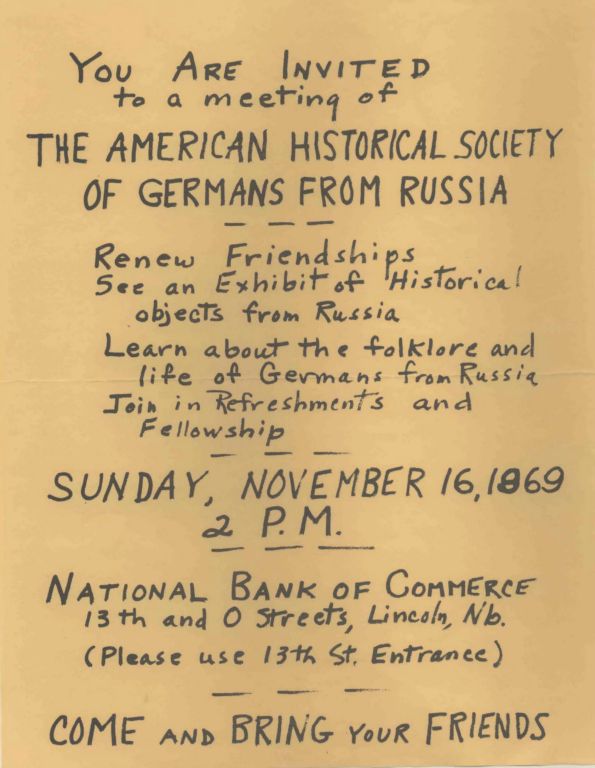 You Are Invited
to a meeting of
THE AMERICAN HISTORICAL SOCIETY
OF GERMANS FROM RUSSIA
Renew Friendships
See an Exhibit of Historical
objects from Russia
Learn about the folklore and
life of Germans from Russia
Join in Refreshments and
Fellowship
SUNDAY, NOVEMBER 16, 1869
2 P.M.
NATIONAL BANK OF COMMERCE
13th and O Streets, Lincoln, Nb.
(Please use 13th St. Entrance)
COME AND BRING YOUR FRIENDS